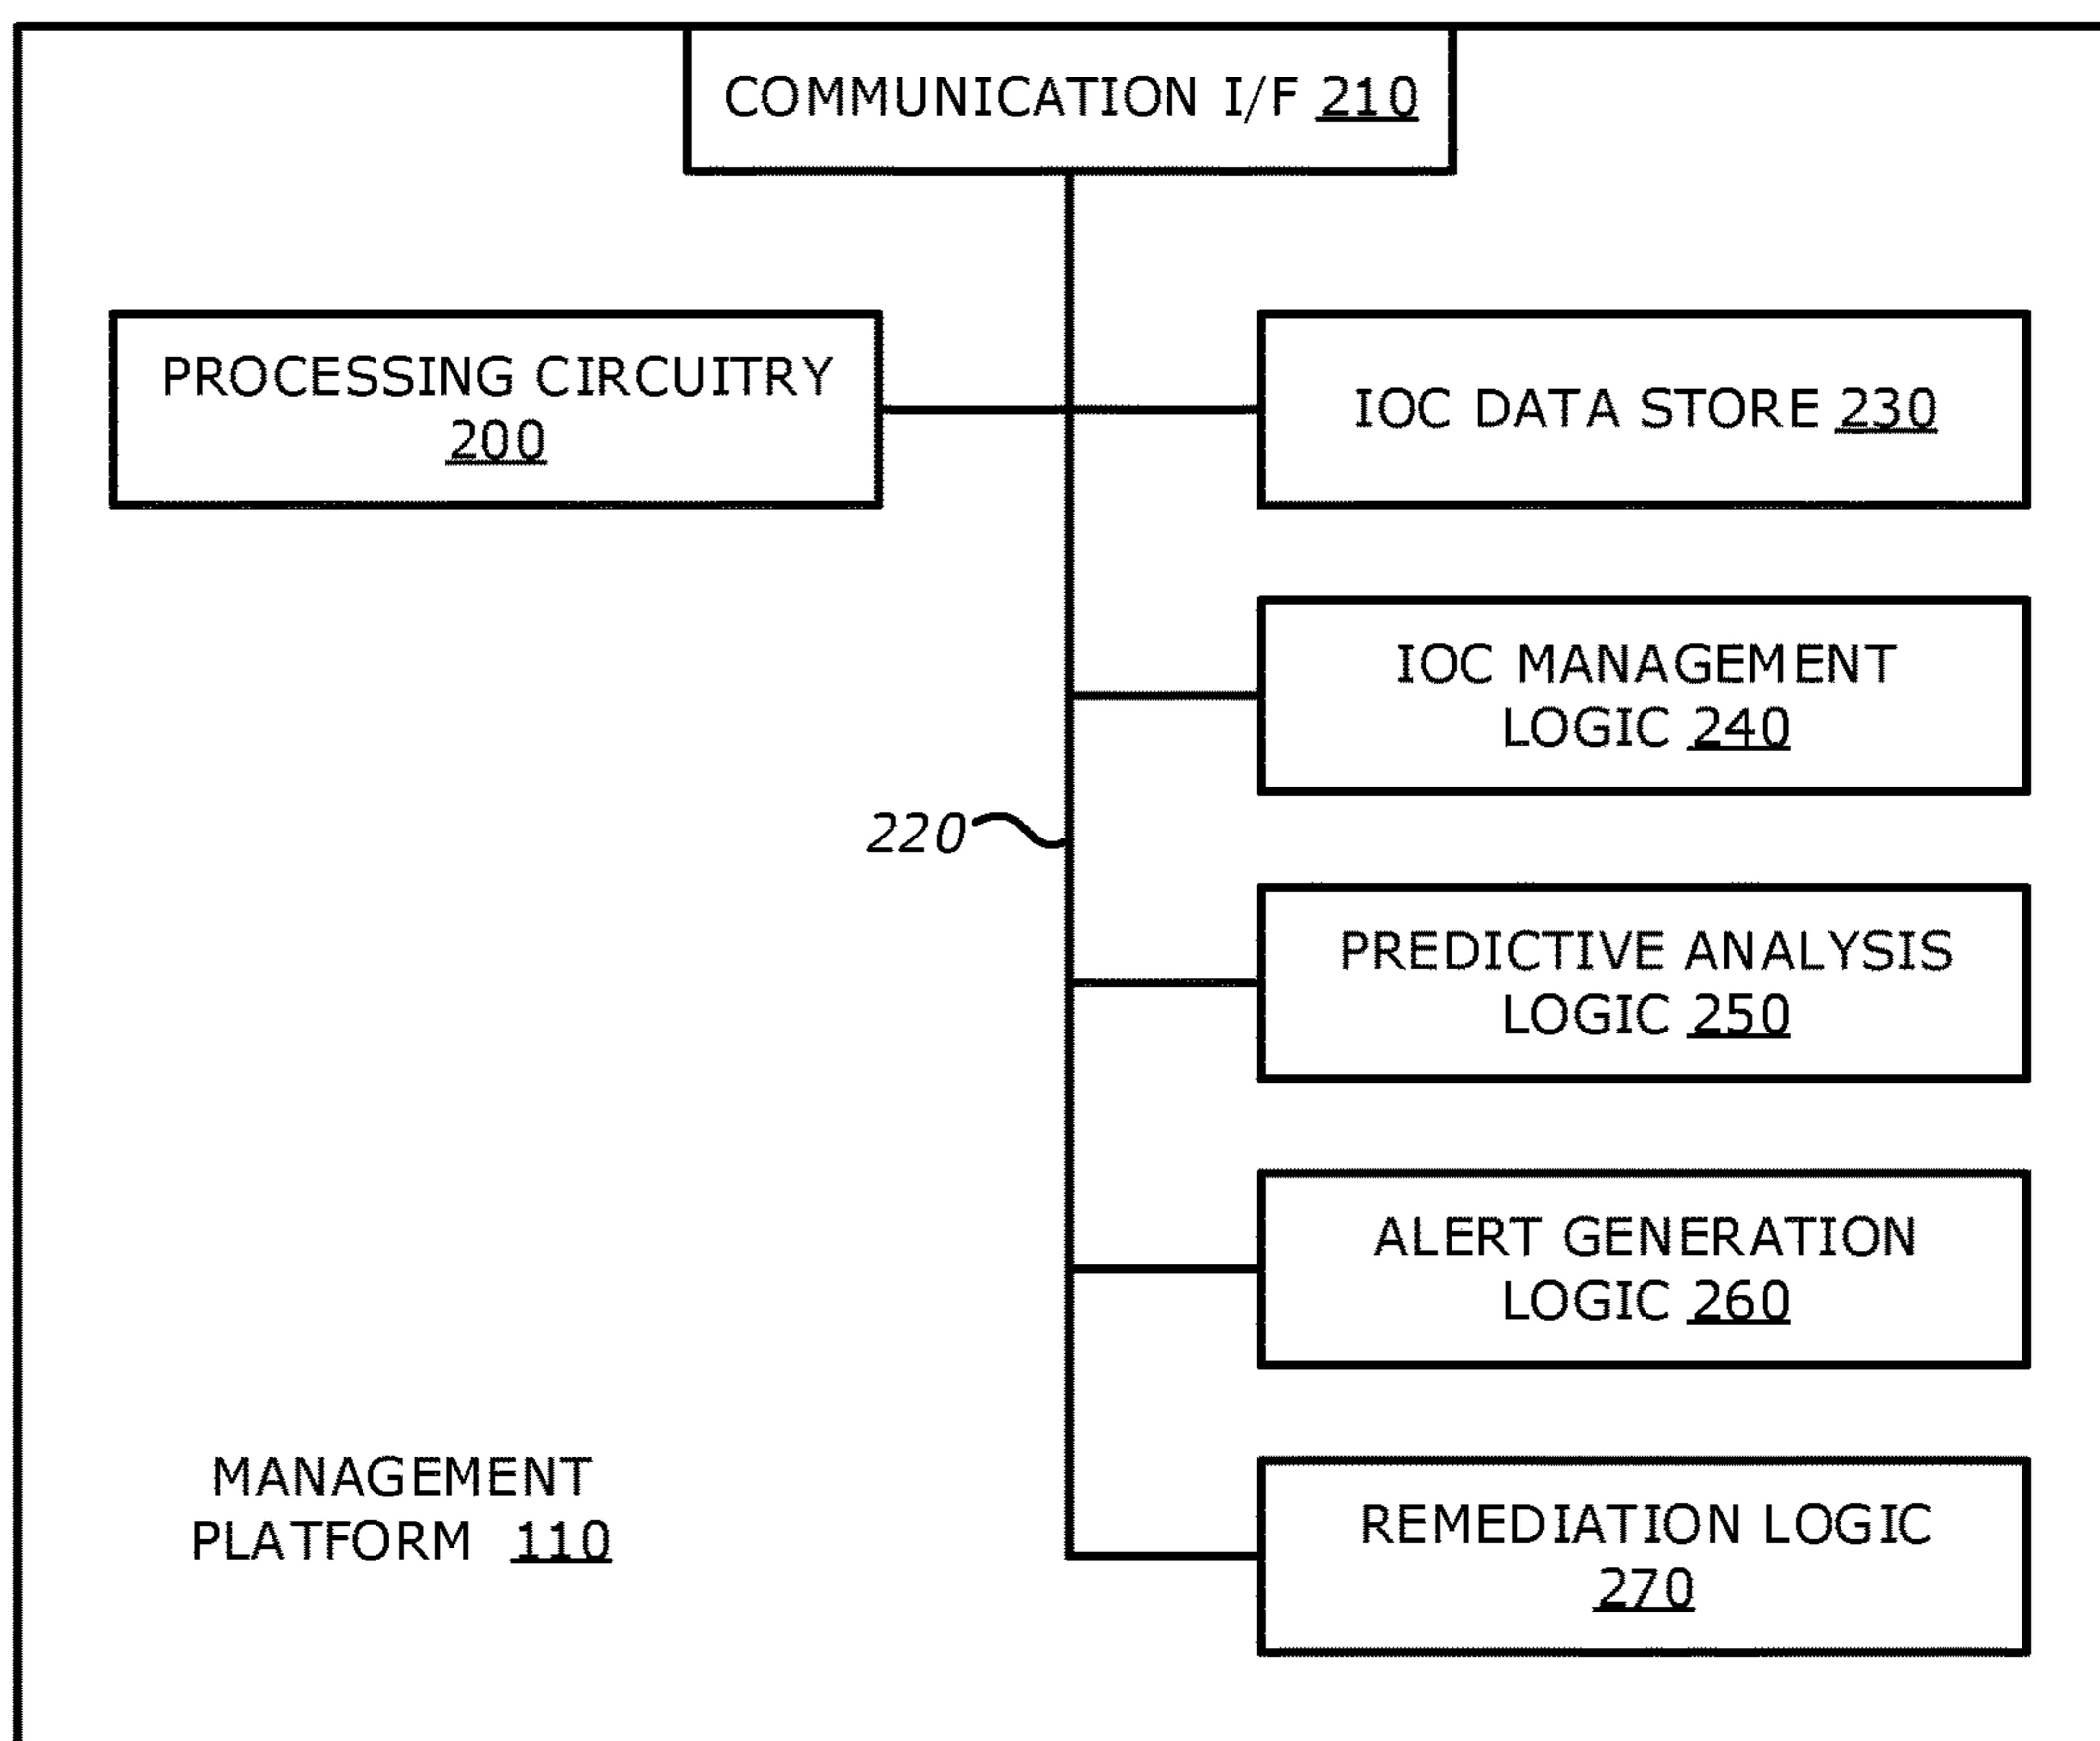 COMMUNICATION I/F 210
PROCESSING CIRCUITRY
200
IOC DATA STORE 230
IOC MANAGEMENT
LOGIC 240
220
PREDICTIVE ANALYSIS
LOGIC 250
ALERT GENERATION
LOGIC 260
MANAGEMENT
PLATFORM 110
REMEDIATION LOGIC
270